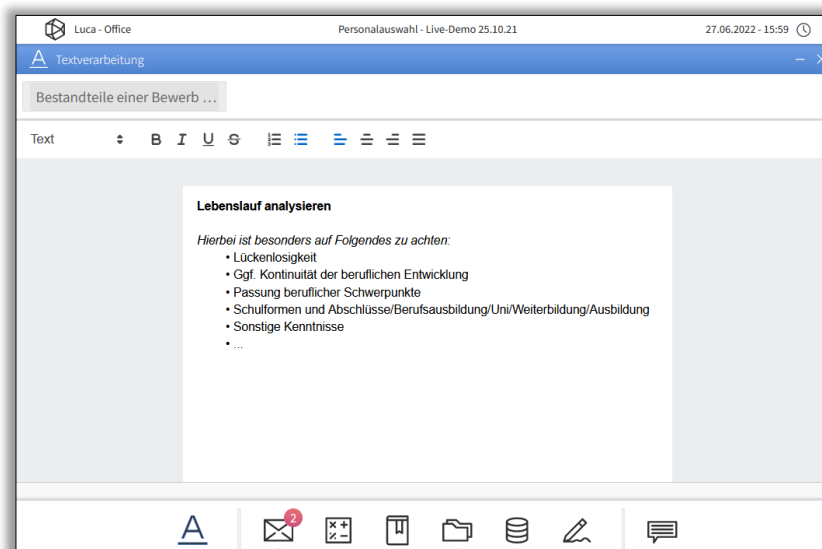 Luca - Office
Personalauswahl - Live-Demo 25.10.21
27.06.2022 - 15:59
A Textverarbeitung
Bestandteile einer Bewerb ...
Text B I U S
Lebenslauf analysieren
Hierbei ist besonders auf Folgendes zu achten:
• Lückenlosigkeit
• Ggf. Kontinuität der beruflichen Entwicklung
• Passung beruflicher Schwerpunkte
• Schulformen und Abschlüsse/Berufsausbildung/Uni/Weiterbildung/Ausbildung
• Sonstige Kenntnisse
• ...
A 2